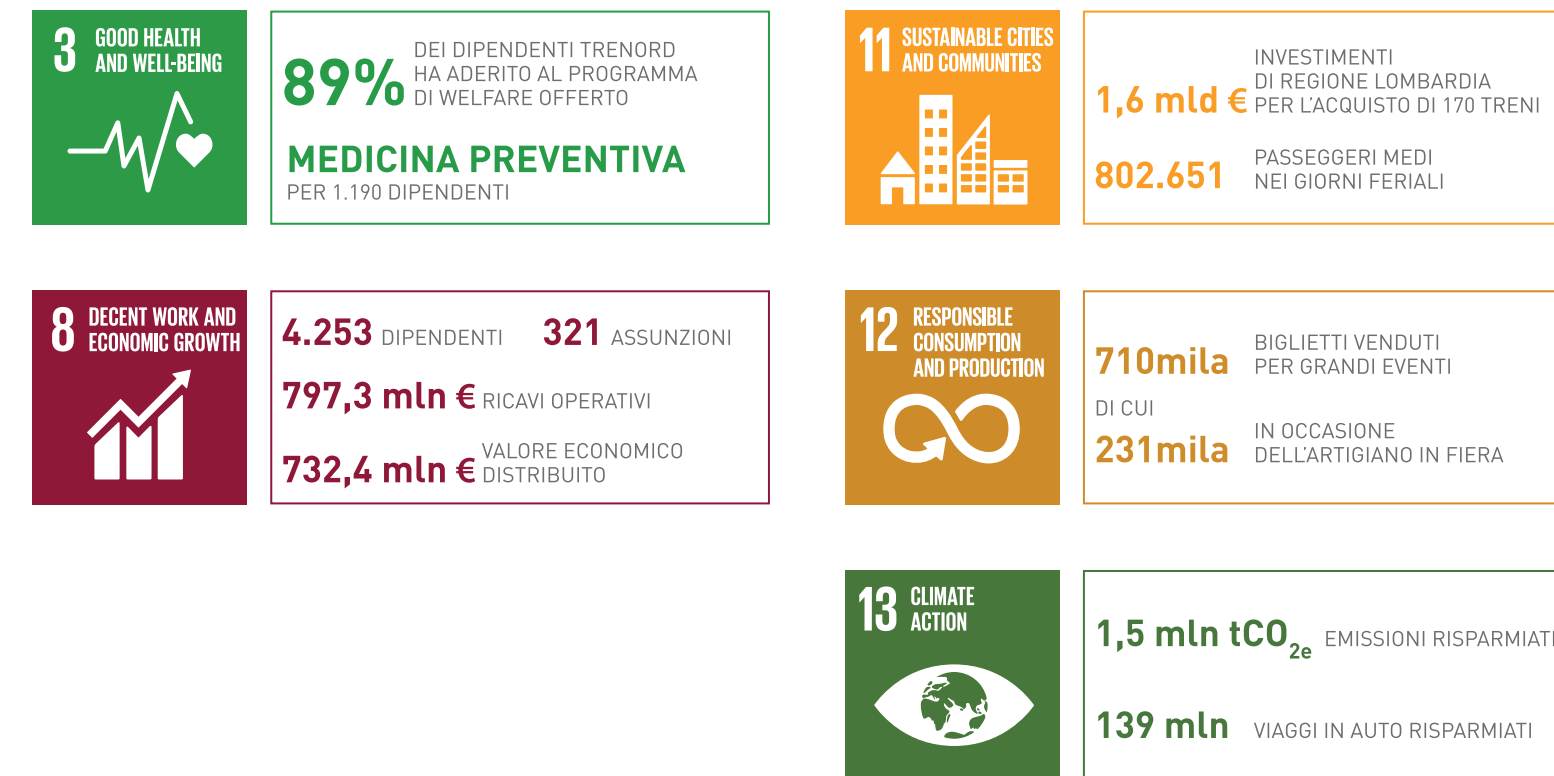 3 GOOD HEALTH
AND WELL-BEING
89% DEI DIPENDENTI TRENORD
HA ADERITO AL PROGRAMMA
DI WELFARE OFFERTO
MEDICINA PREVENTIVA
PER 1.190 DIPENDENTI
8 DECENT WORK AND
ECONOMIC GROWTH
4.253 DIPENDENTI 321 ASSUNZIONI
797,3 mln € RICAVI OPERATIVI
732,4 mln € VALORE ECONOMICO
DISTRIBUITO
11 SUSTAINABLE CITIES
AND COMMUNITIES
1,6 mld € INVESTIMENTI
DI REGIONE LOMBARDIA
PER L'ACQUISTO DI 170 TRENI
802.651 PASSEGGERI MEDI
NEI GIORNI FERIALI
12 RESPONSIBLE
CONSUMPTION
AND PRODUCTION
710mila BIGLIETTI VENDUTI
PER GRANDI EVENTI
DI CUI
231mila IN OCCASIONE
DELL'ARTIGIANO IN FIERA
13 CLIMATE
ACTION
1,5 mln tCO2e EMISSIONI RISPARMIATE
139 mln VIAGGI IN AUTO RISPARMIATI